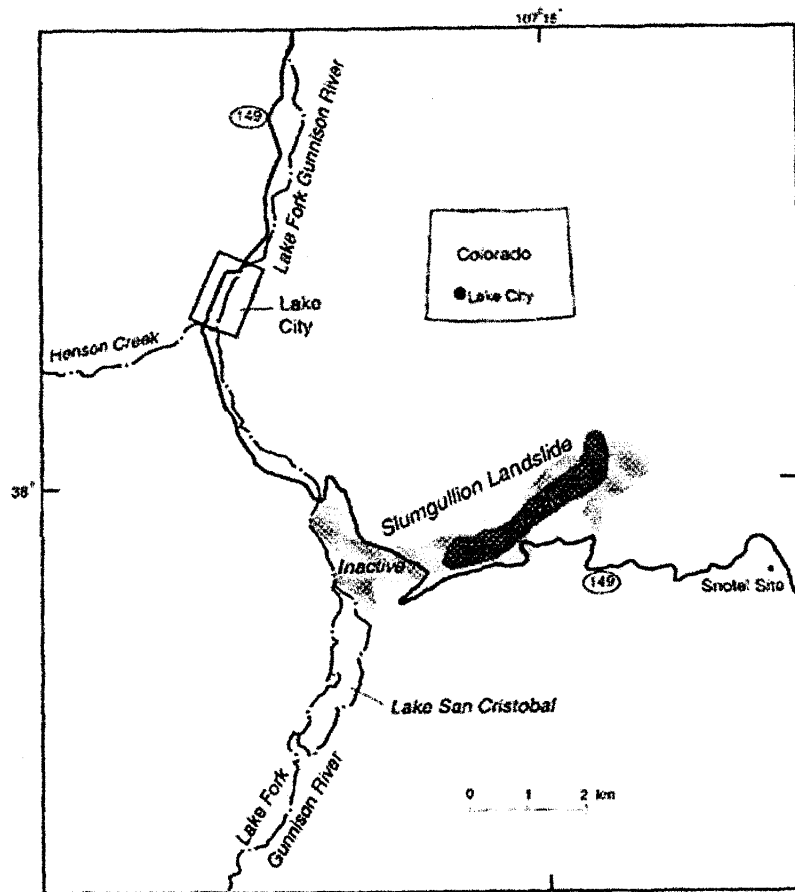 107°15'
149
Lake Fork Gunnison River
Colorado
Lake City
Lake
City
Henson Creek
38°
Slumgullion Landslide
Inactive
149
Snotel Site
Lake San Cristobal
Lake Fork
Gunnison River
0 1 2 km